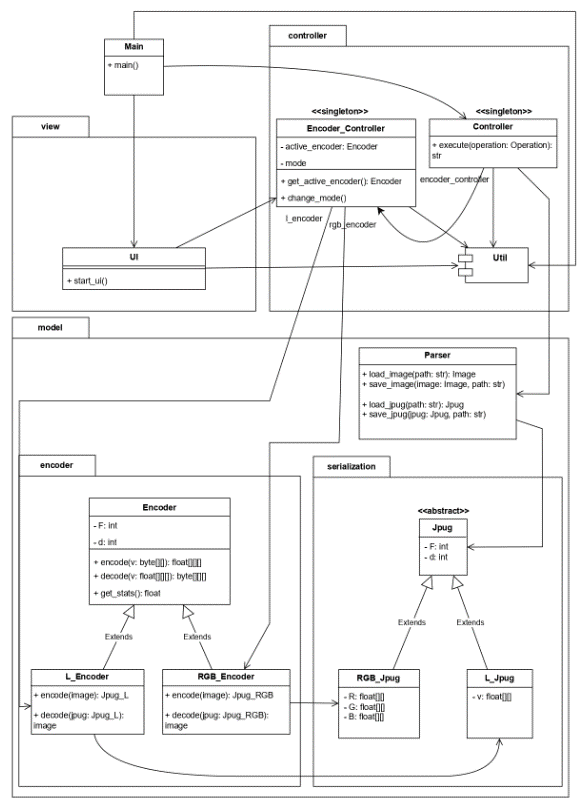 controller
Main
+ main()
<<singleton>>
<<singleton>>
Encoder_Controller
- active_encoder: Encoder
- mode
+ get_active_encoder(): Encoder
+ change_mode()
Controller
+ execute(operation: Operation):
str
encoder_controller
l_encoder
rgb_encoder
view
UI
+ start_ui()
Util
model
Parser
+ load_image(path: str): Image
+ save_image(image: Image, path: str)
+ load_jpug(path: str): Jpug
+ save_jpug(jpug: Jpug, path: str)
encoder
Encoder
- F: int
- d: int
+ encode(v: byte[][]): float[][][]
+ decode(v: float[][][]): byte[][][]
+ get_stats(): float
Extends
Extends
L_Encoder
+ encode(image): Jpug_L
+ decode(jpug: Jpug_L):
image
RGB_Encoder
+ encode(image): Jpug_RGB
+ decode(jpug: Jpug_RGB):
image
serialization
<<abstract>>
Jpug
- F: int
- d: int
Extends
Extends
RGB_Jpug
- R: float[][]
- G: float[][]
- B: float[][]
L_Jpug
- v: float[][]